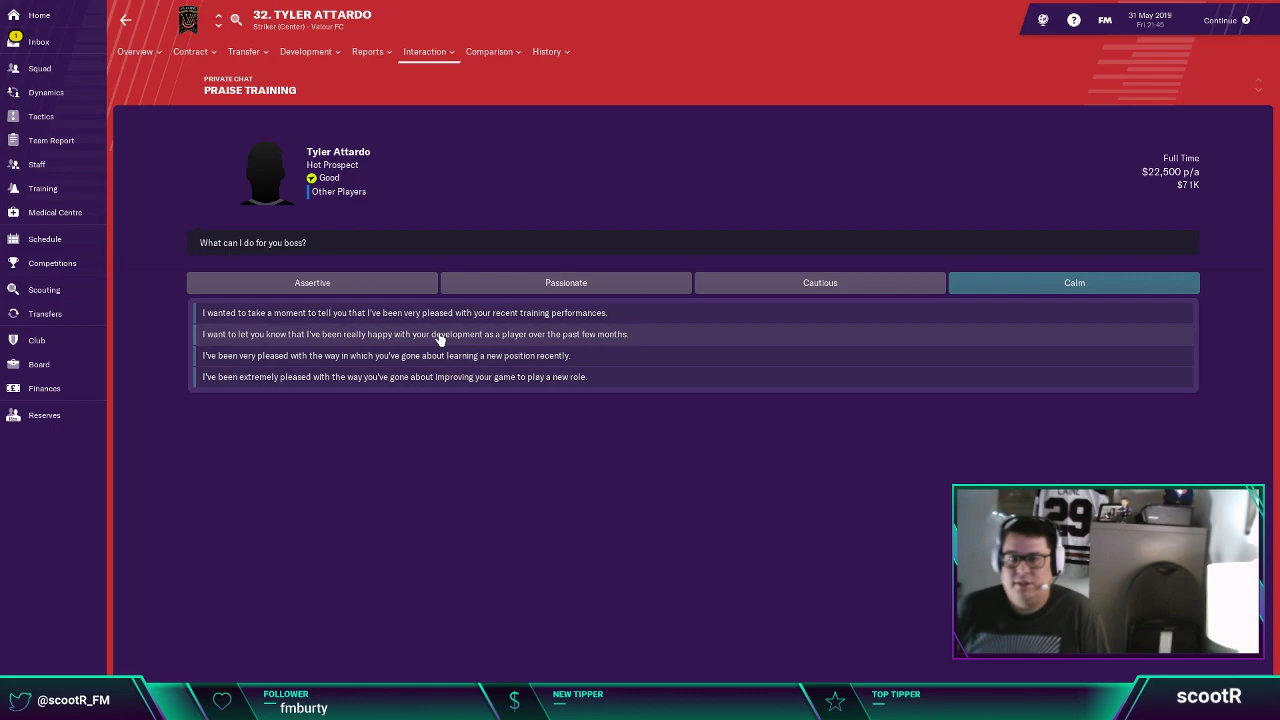 32. TYLER ATTARDO
Striker (Center) - Valour FC
31 May 2019
Fri 21:45
FM
Continue
Overview
Contract
Transfer
Development
Reports
Interaction
Comparison
History
PRIVATE CHAT
PRAISE TRAINING
1
Home
Inbox
Squad
Dynamics
Tactics
Team Report
Staff
Training
Medical Centre
Schedule
Competitions
Scouting
Transfers
Club
Board
Finances
Reserves
Tyler Attardo
Hot Prospect
Good
Other Players
Full Time
$22,500 p/a
$71K
What can I do for you boss?
Assertive
Passionate
Cautious
Calm
I wanted to take a moment to tell you that I've been very pleased with your recent training performances.
I want to let you know that I've been really happy with your development as a player over the past few months.
I've been very pleased with the way in which you've gone about learning a new position recently.
I've been extremely pleased with the way you've gone about improving your game to play a new role.
LAINE
29
@scootR_FM
FOLLOWER
fmburty
NEW TIPPER
TOP TIPPER
scootR